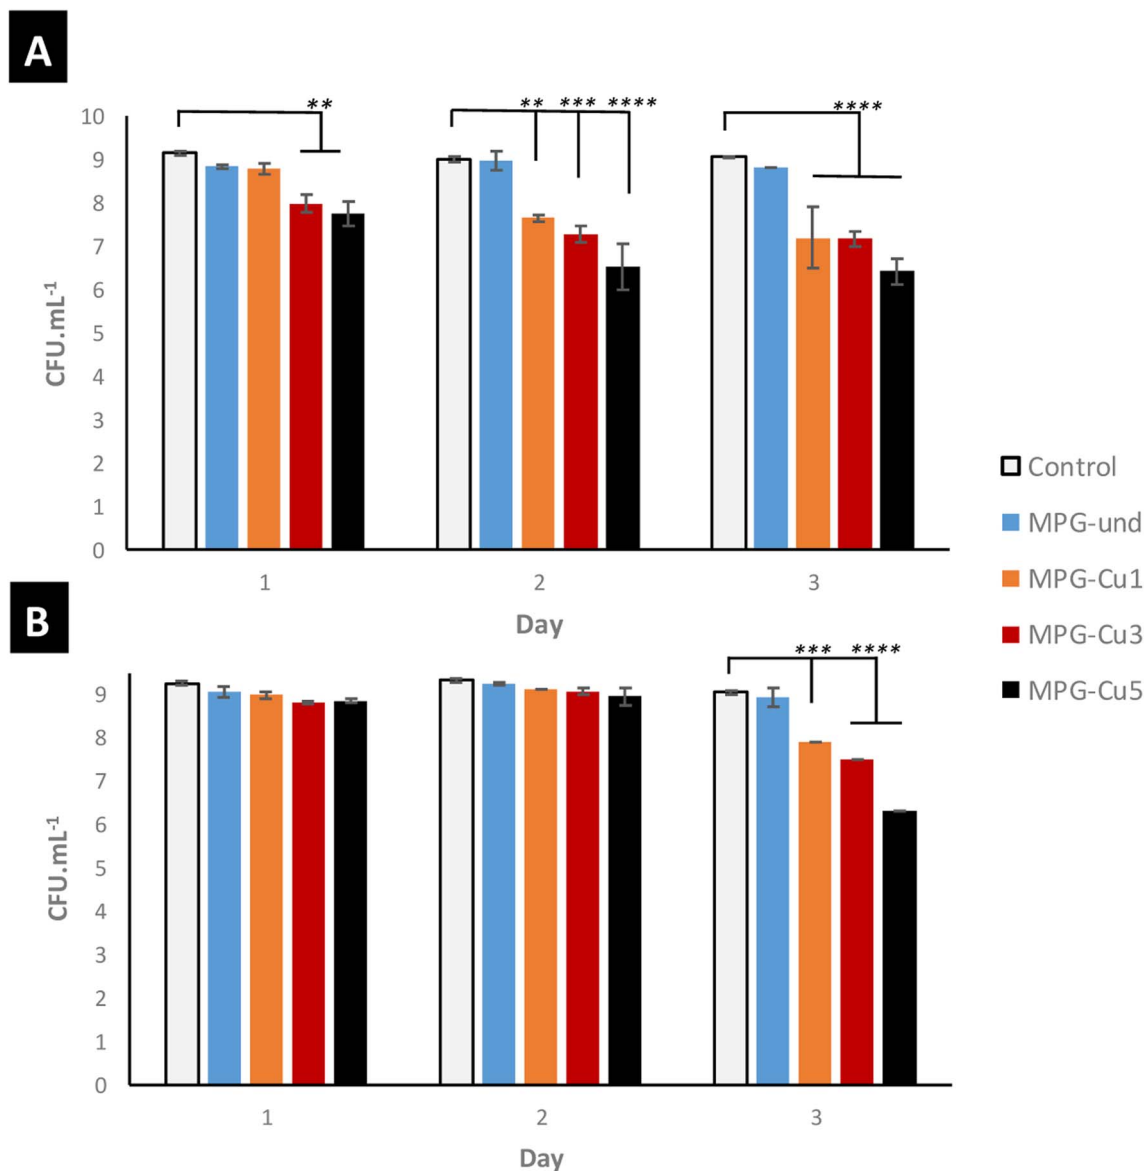 A
** ** *** **** ****
10
9
8
7
6
5
4
3
2
1
0
CFU.mL-1
1 2 3
Day
Control
MPG-und
MPG-Cu1
MPG-Cu3
MPG-Cu5
B
*** ****
9
8
7
6
5
4
3
2
1
0
CFU.mL-1
1 2 3
Day